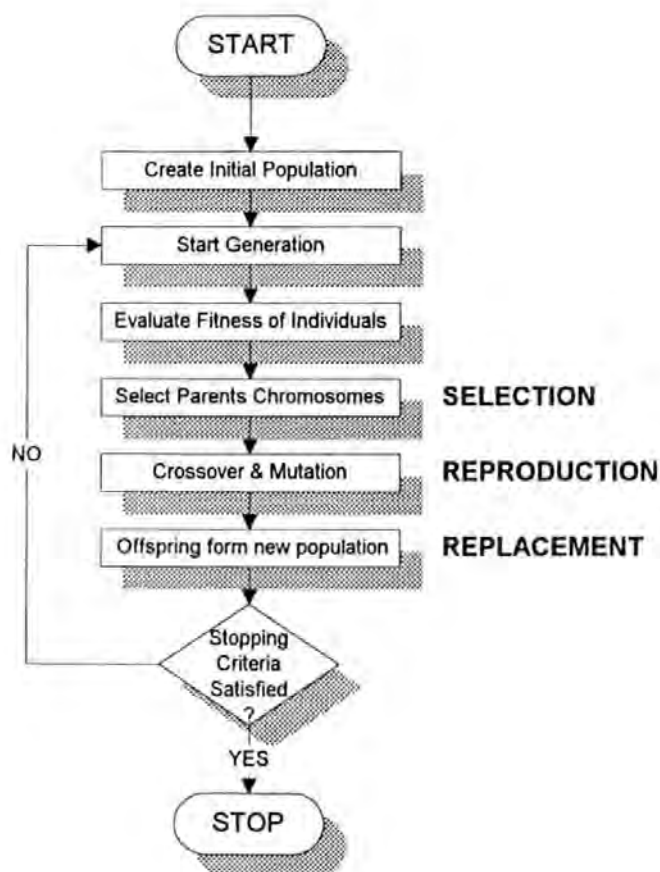 START
Create Initial Population
Start Generation
Evaluate Fitness of Individuals
Select Parents Chromosomes
SELECTION
NO
Crossover & Mutation
REPRODUCTION
Offspring form new population
REPLACEMENT
Stopping
Criteria
Satisfied
?
YES
STOP